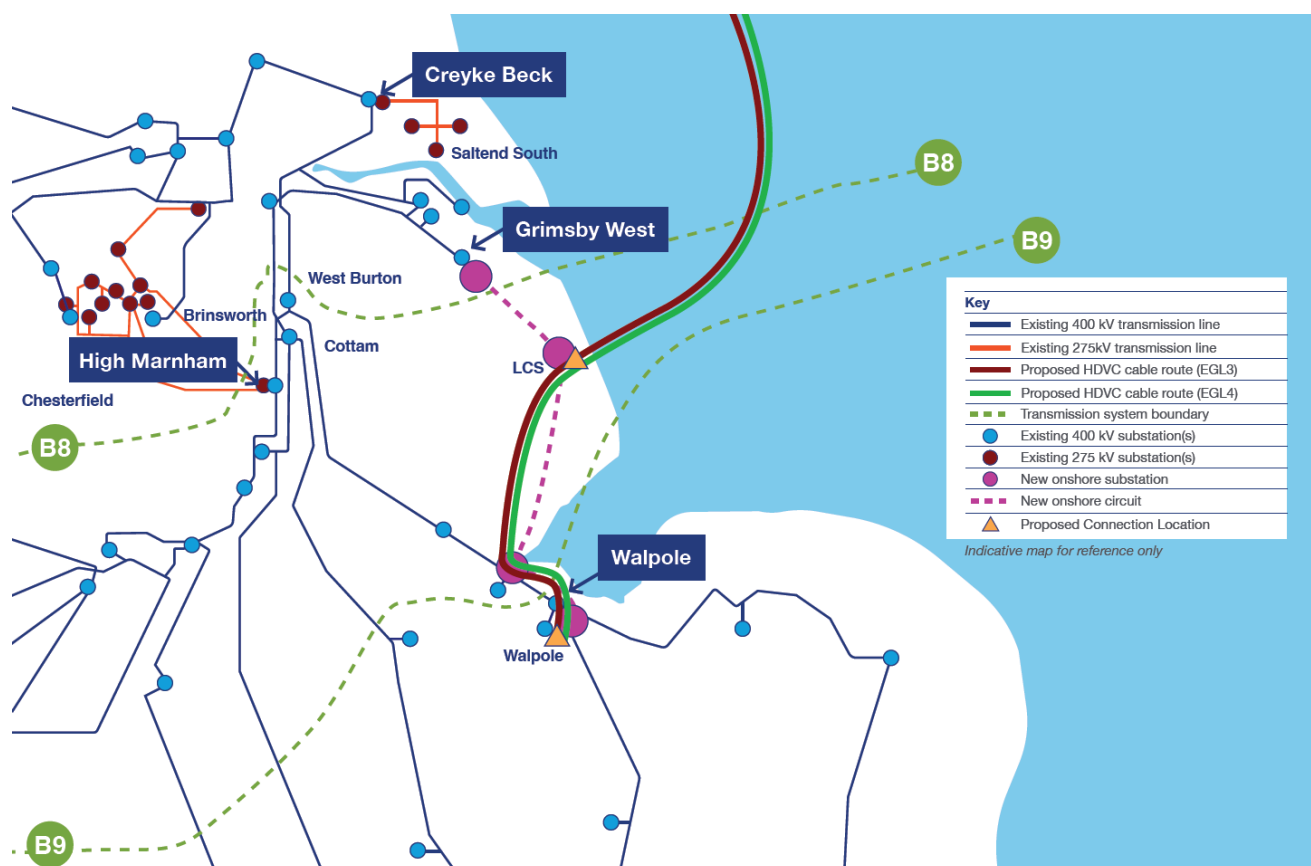 Creyke Beck
Saltend South
B8
Grimsby West
B9
West Burton
Brinsworth
Cottam
High Marnham
LCS
Chesterfield
B8
Key
Existing 400 kV transmission line
Existing 275kV transmission line
Proposed HDVC cable route (EGL3)
Proposed HDVC cable route (EGL4)
Transmission system boundary
Existing 400 kV substation(s)
Existing 275 kV substation(s)
New onshore substation
New onshore circuit
Proposed Connection Location
Indicative map for reference only
Walpole
Walpole
B9